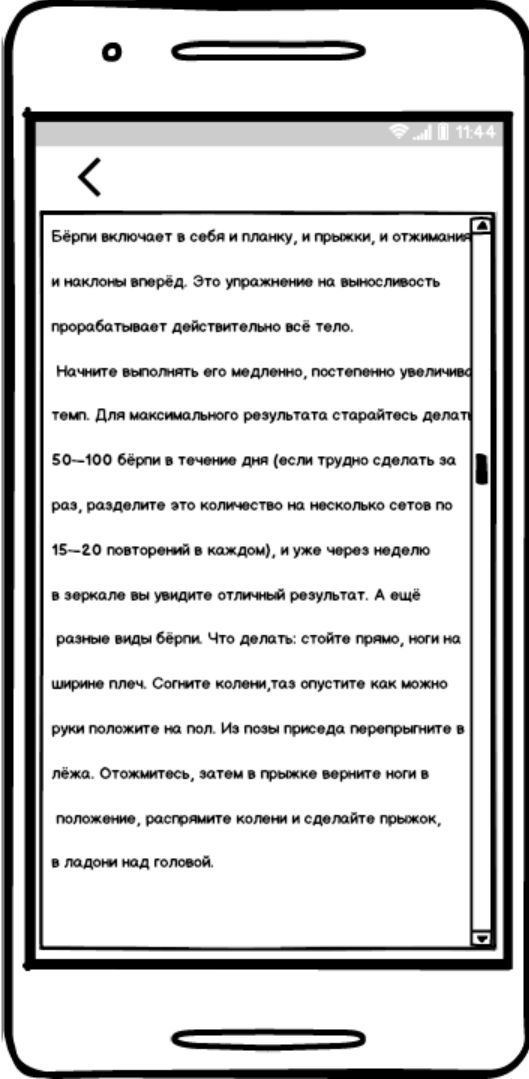 11:44
Бёрпи включает в себя и планку, и прыжки, и отжимания
и наклоны вперёд. Это упражнение на выносливость
прорабатывает действительно всё тело.
Начните выполнять его медленно, постепенно увеличива
темп. Для максимального результата старайтесь делать
50—100 бёрпи в течение дня (если трудно сделать за
раз, разделите это количество на несколько сетов по
15—20 повторений в каждом), и уже через неделю
в зеркале вы увидите отличный результат. А ещё
разные виды бёрпи. Что делать: стойте прямо, ноги на
ширине плеч. Согните колени,таз опустите как можно
руки положите на пол. Из позы приседа перепрыгните в
лёжа. Отожмитесь, затем в прыжке верните ноги в
положение, распрямите колени и сделайте прыжок,
в ладони над головой.